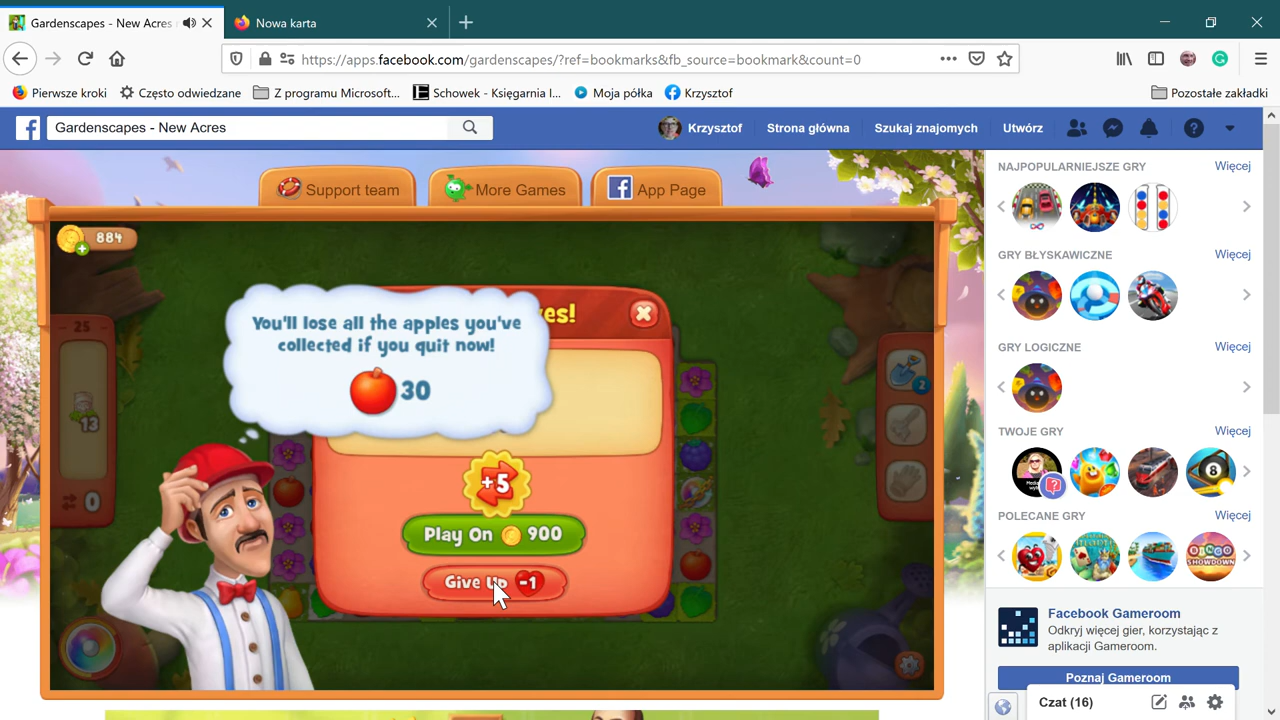 Gardenscapes - New Acres
Nowa karta
https://apps.facebook.com/gardenscapes/?ref=bookmarks&fb_source=bookmark&count=0
Pierwsze kroki
Często odwiedzane
Z programu Microsoft...
Schowek - Księgarnia I...
Moja półka
Krzysztof
Pozostałe zakładki
Gardenscapes - New Acres
Krzysztof
Strona główna
Szukaj znajomych
Utwórz
Support team
More Games
App Page
884
You'll lose all the apples you've
collected if you quit now!
30
es!
25
13
0
2
+5
Play On 900
Give Up -1
NAJPOPULARNIEJSZE GRY
Więcej
GRY BŁYSKAWICZNE
Więcej
GRY LOGICZNE
Więcej
TWOJE GRY
Więcej
8
POLECANE GRY
Więcej
BINGO
SHOWDOWN
Facebook Gameroom
Odkryj więcej gier, korzystając z
aplikacji Gameroom.
Poznaj Gameroom
Czat (16)